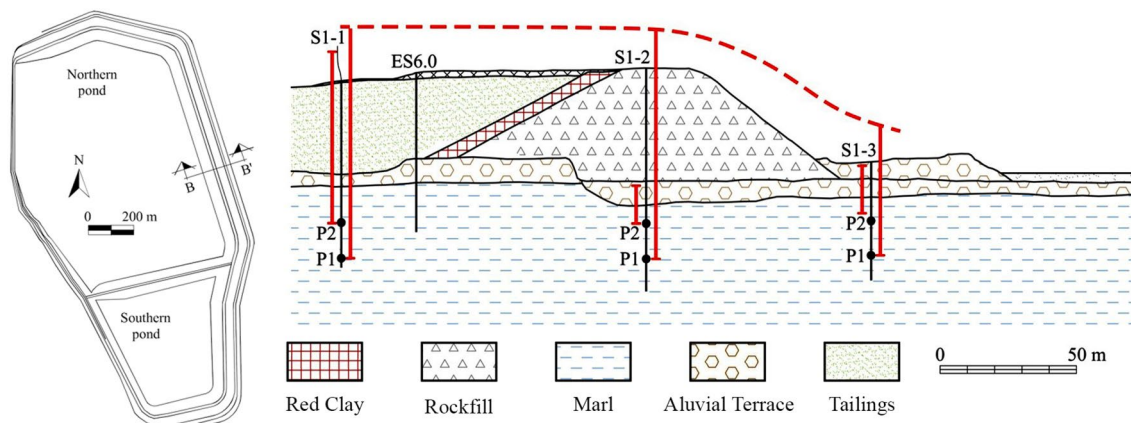 Northern
pond
N
0 200 m
B
B'
Southern
pond
S1-1
ES6.0
S1-2
S1-3
P2
P1
P2
P1
P2
P1
Red Clay
Rockfill
Marl
Aluvial Terrace
Tailings
0 50 m